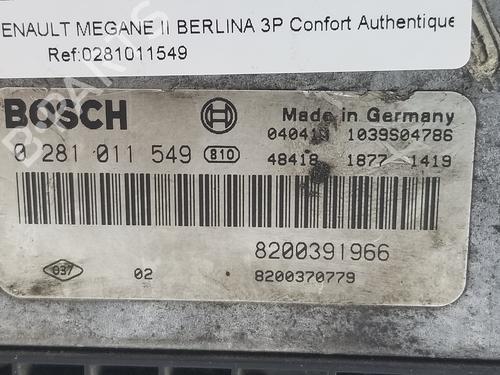 ENAULT MEGANE II BERLINA 3P Confort Authentique
Ref:0281011549
BOSCH
Made in Germany
040413 1039S04786
0 281 011 549 810
48418 1877 1419
8200391966
037 02 8200370779